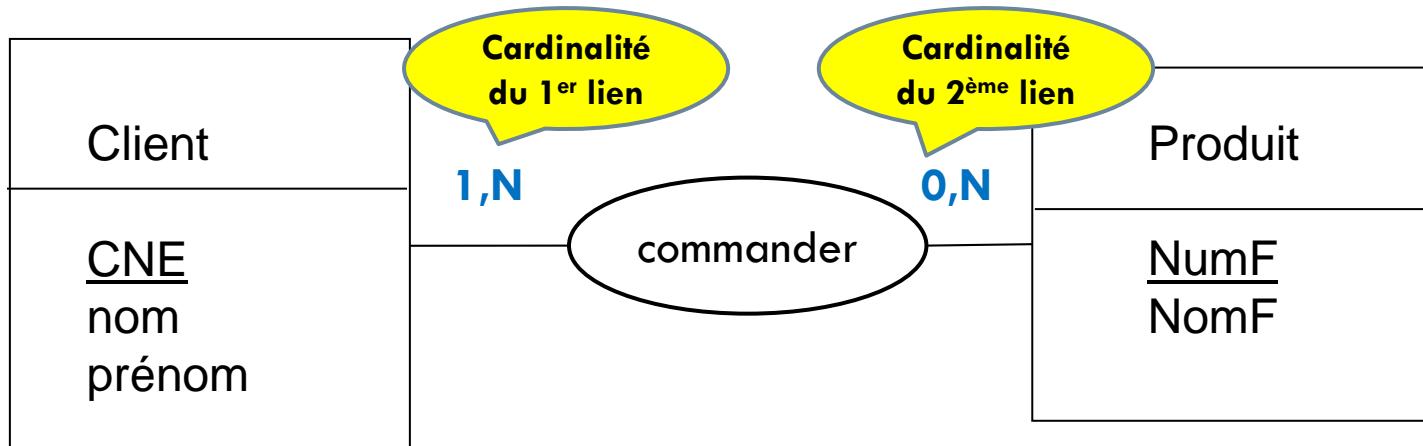 Cardinalité
du 1er lien
Cardinalité
du 2ème lien
Client
Produit
1,N
0,N
commander
CNE
nom
prénom
NumF
NomF